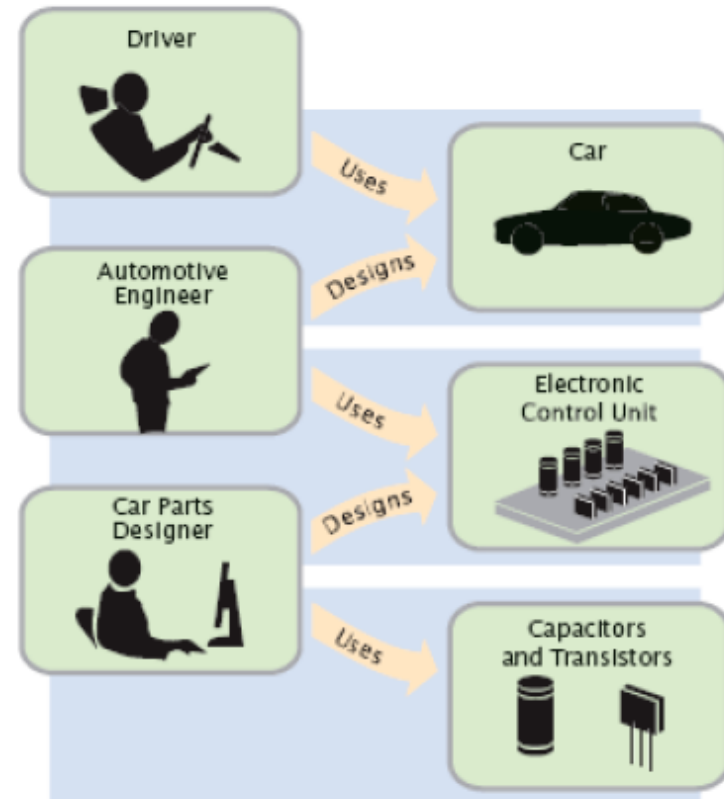 Driver
Uses
Car
Automotive
Engineer
Designs
Uses
Electronic
Control Unit
Car Parts
Designer
Designs
Uses
Capacitors
and Transistors